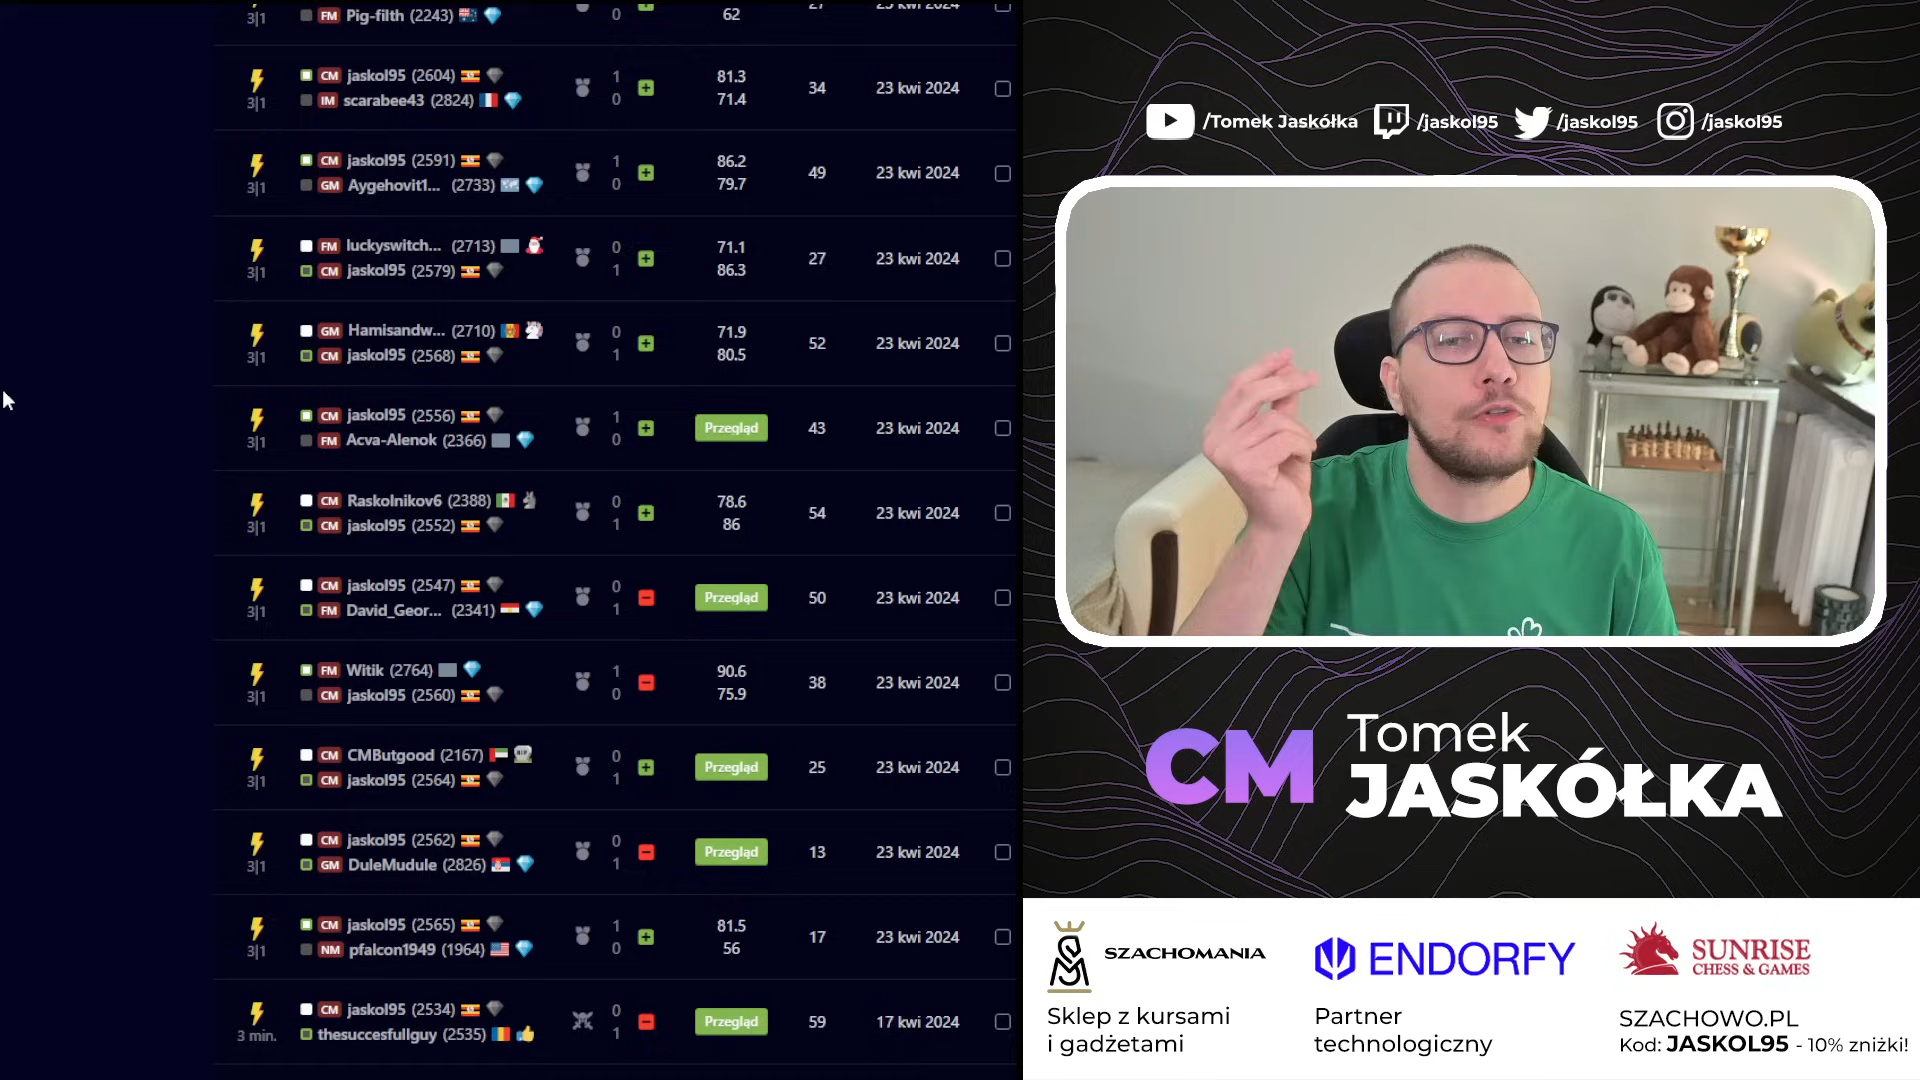 3|1
FM Pig-filth (2243)
0
62
27
23 kwi 2024
3|1
CM jaskol95 (2604)
IM scarabee43 (2824)
1
0
81.3
71.4
34
23 kwi 2024
3|1
CM jaskol95 (2591)
GM Aygehovit1... (2733)
1
0
86.2
79.7
49
23 kwi 2024
3|1
FM luckyswitch... (2713)
CM jaskol95 (2579)
0
1
71.1
86.3
27
23 kwi 2024
3|1
GM Hamisandw... (2710)
CM jaskol95 (2568)
0
1
71.9
80.5
52
23 kwi 2024
3|1
CM jaskol95 (2556)
FM Acva-Alenok (2366)
1
0
Przegląd
43
23 kwi 2024
3|1
CM Raskolnikov6 (2388)
CM jaskol95 (2552)
0
1
78.6
86
54
23 kwi 2024
3|1
CM jaskol95 (2547)
FM David_Geor... (2341)
0
1
Przegląd
50
23 kwi 2024
3|1
FM Witik (2764)
CM jaskol95 (2560)
1
0
90.6
75.9
38
23 kwi 2024
3|1
CM CMButgood (2167)
CM jaskol95 (2564)
0
1
Przegląd
25
23 kwi 2024
3|1
CM jaskol95 (2562)
GM DuleMudule (2826)
0
1
Przegląd
13
23 kwi 2024
3|1
CM jaskol95 (2565)
NM pfalcon1949 (1964)
1
0
81.5
56
17
23 kwi 2024
3 min.
CM jaskol95 (2534)
thesuccesfullguy (2535)
0
1
Przegląd
59
17 kwi 2024
/Tomek Jaskółka
/jaskol95
/jaskol95
/jaskol95
CM
Tomek
JASKÓŁKA
SZACHOMANIA
Sklep z kursami
i gadżetami
ENDORFY
Partner
technologiczny
SUNRISE
CHESS & GAMES
SZACHOWO.PL
Kod: JASKOL95 - 10% zniżki!